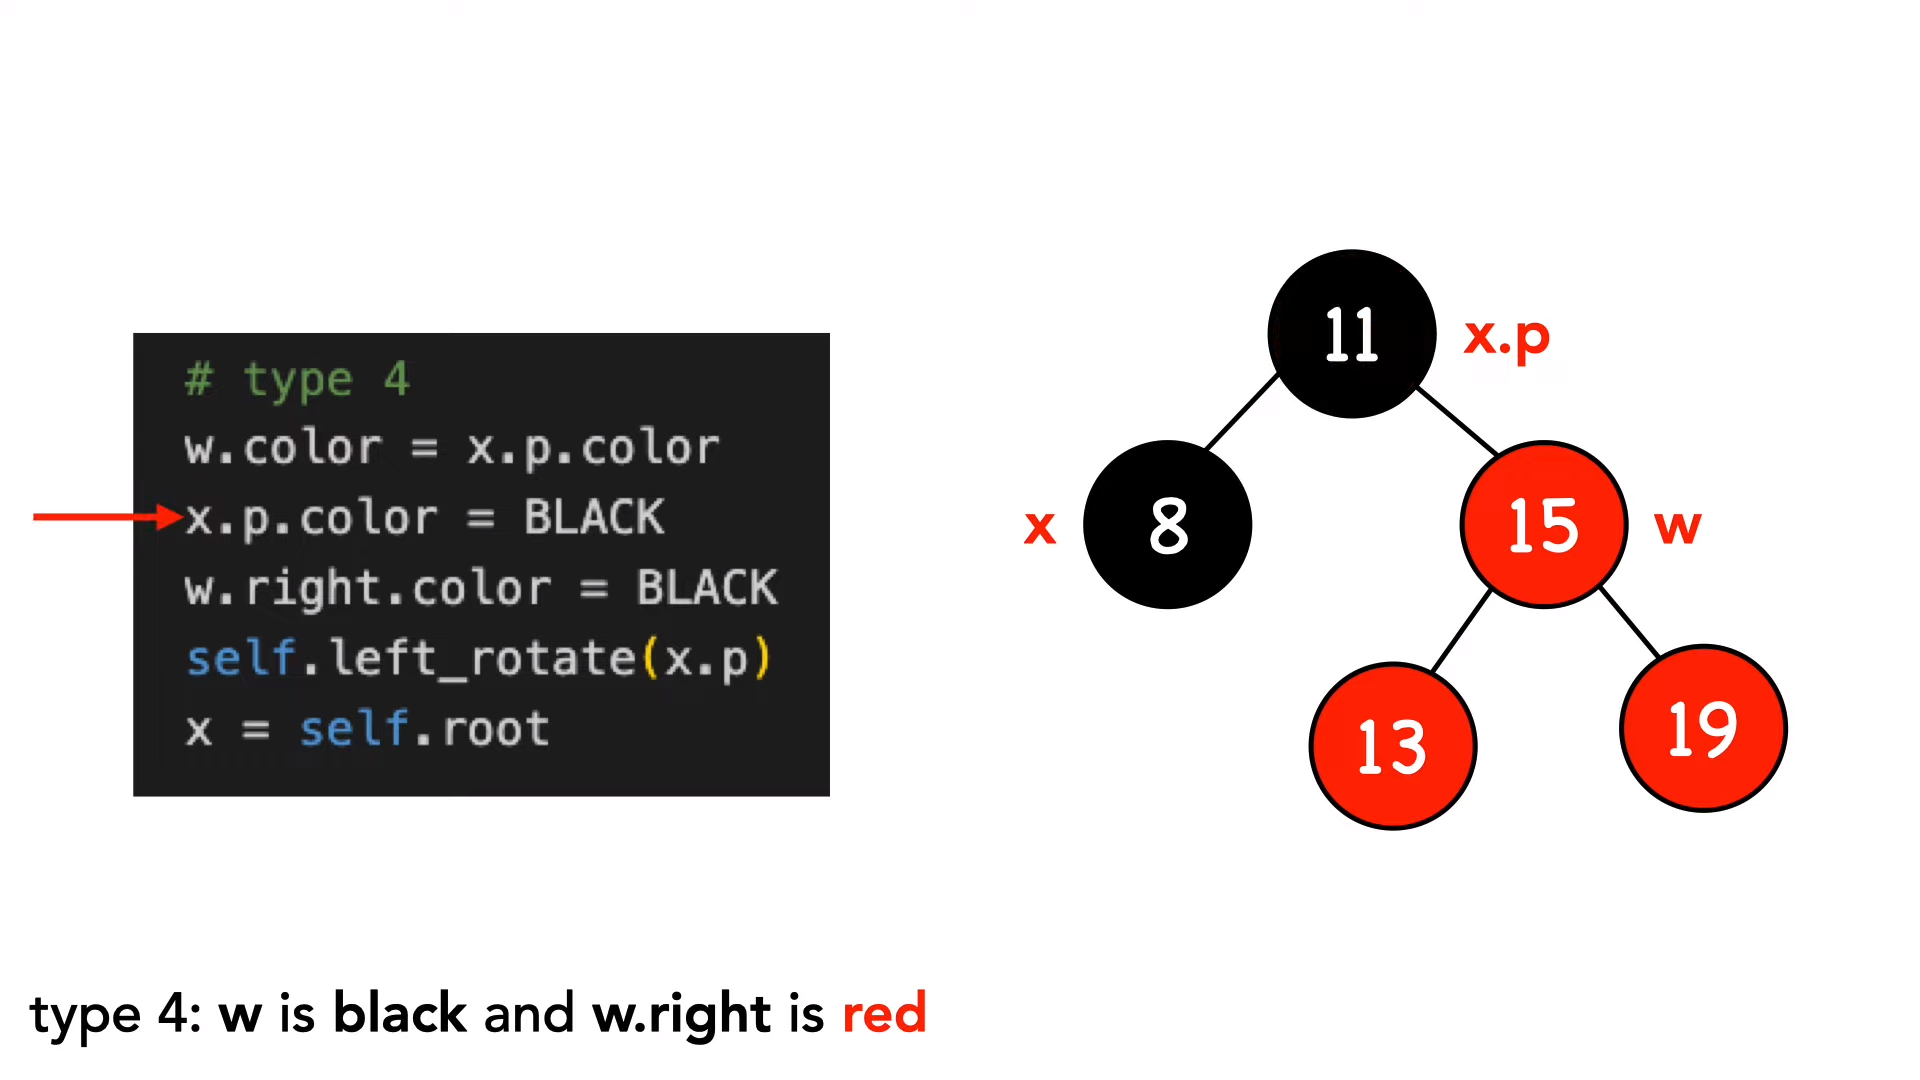 # type 4
w.color = x.p.color
x.p.color = BLACK
w.right.color = BLACK
self.left_rotate(x.p)
x = self.root
11 x.p
x 8 15 w
13 19
type 4: w is black and w.right is red